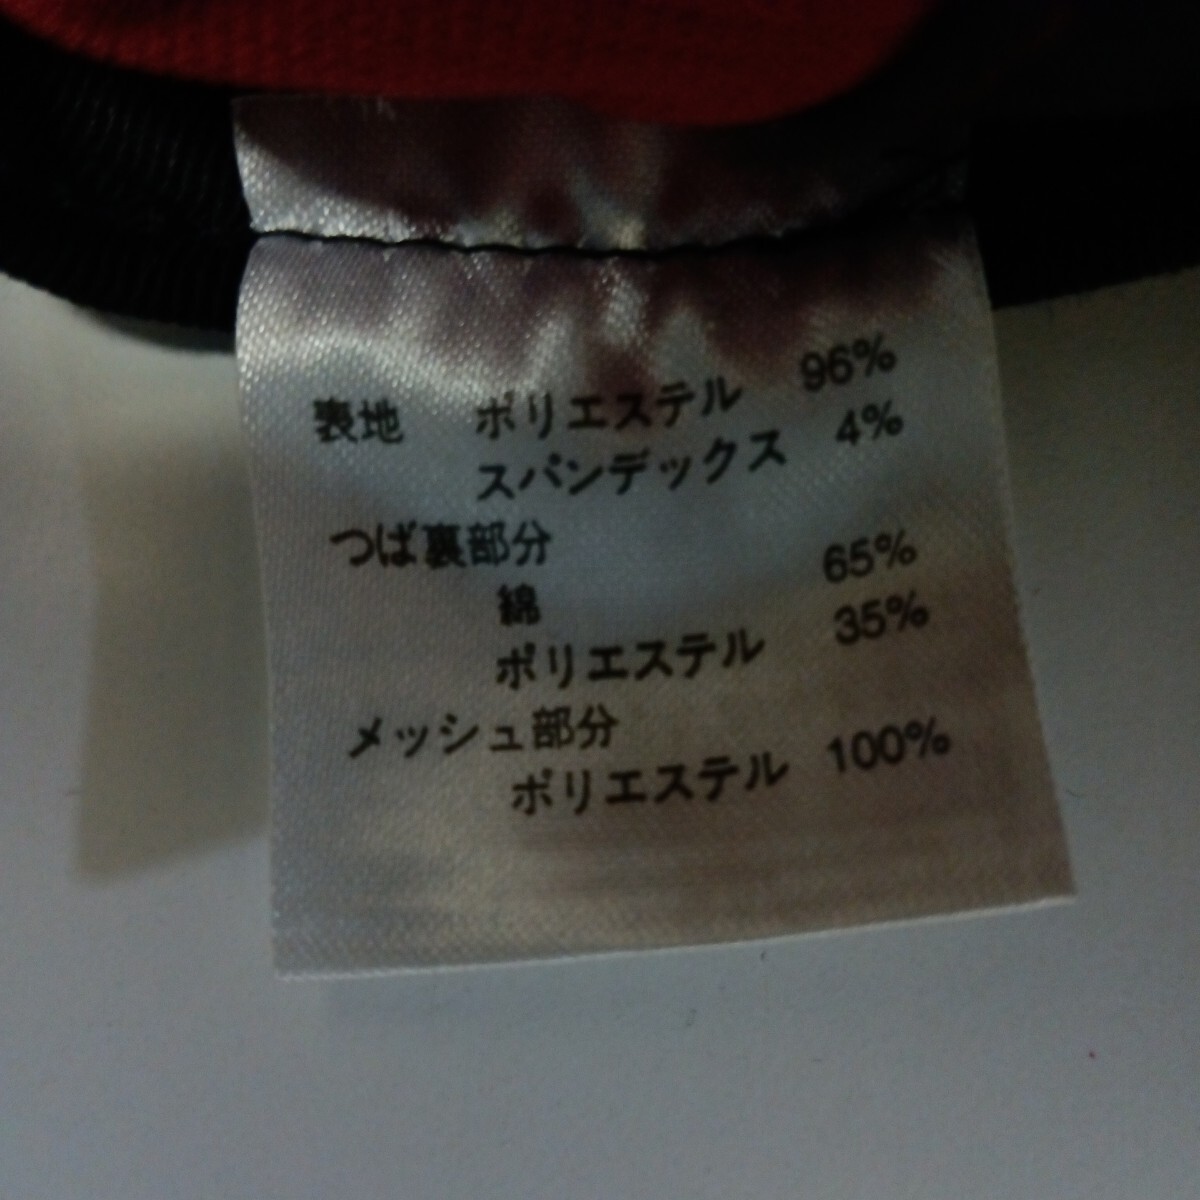 表地 ポリエステル 96%
スパンデックス 4%
つば裏部分
綿 65%
ポリエステル 35%
メッシュ部分
ポリエステル 100%